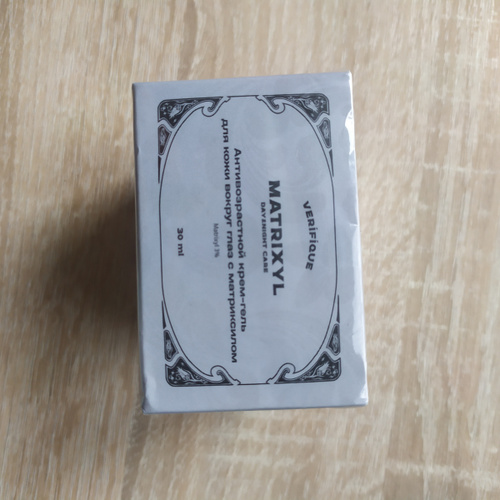 VERIFIQUE
MATRIXYL
DAY&NIGHT CARE
Антивозрастной крем-гель
для кожи вокруг глаз с матриксилом
Matrixyl 3%
30 ml